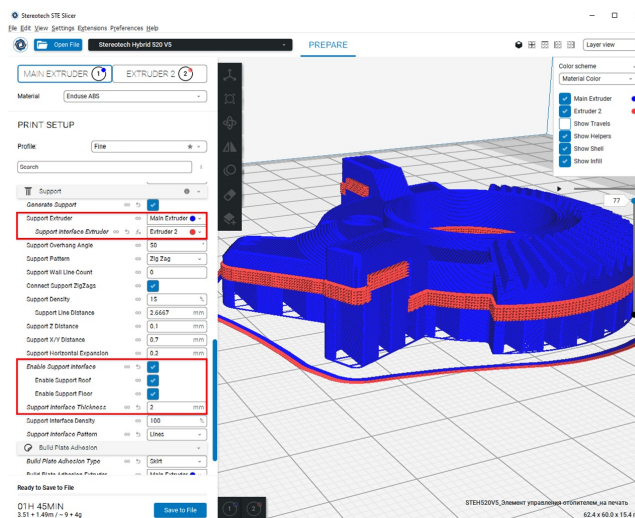 Stereotech STE Slicer
File Edit View Settings Extensions Preferences Help
Open File Stereotech Hybrid 520 V5 PREPARE Layer view
MAIN EXTRUDER 1 EXTRUDER 2 2
Material Enduse ABS
PRINT SETUP
Profile: Fine
Search
Support
Generate Support
Support Extruder Main Extruder
Support Interface Extruder Extruder 2
Support Overhang Angle 50 °
Support Pattern Zig Zag
Support Wall Line Count 0
Connect Support ZigZags
Support Density 15 %
Support Line Distance 2.6667 mm
Support Z Distance 0.1 mm
Support X/Y Distance 0.7 mm
Support Horizontal Expansion 0.2 mm
Enable Support Interface
Enable Support Roof
Enable Support Floor
Support Interface Thickness 2 mm
Support Interface Density 100 %
Support Interface Pattern Lines
Build Plate Adhesion
Build Plate Adhesion Type Skirt
Build Plate Adhesion Extruder Main Extruder
Ready to Save to File
01H 45MIN
3.51 + 1.49m / ~ 9 + 4g
Save to File
1 2
Color scheme
Material Color
Main Extruder
Extruder 2
Show Travels
Show Helpers
Show Shell
Show Infill
77
STEH520V5_Элемент управления отопителем_на печать
62.4 x 60.0 x 15.4 m